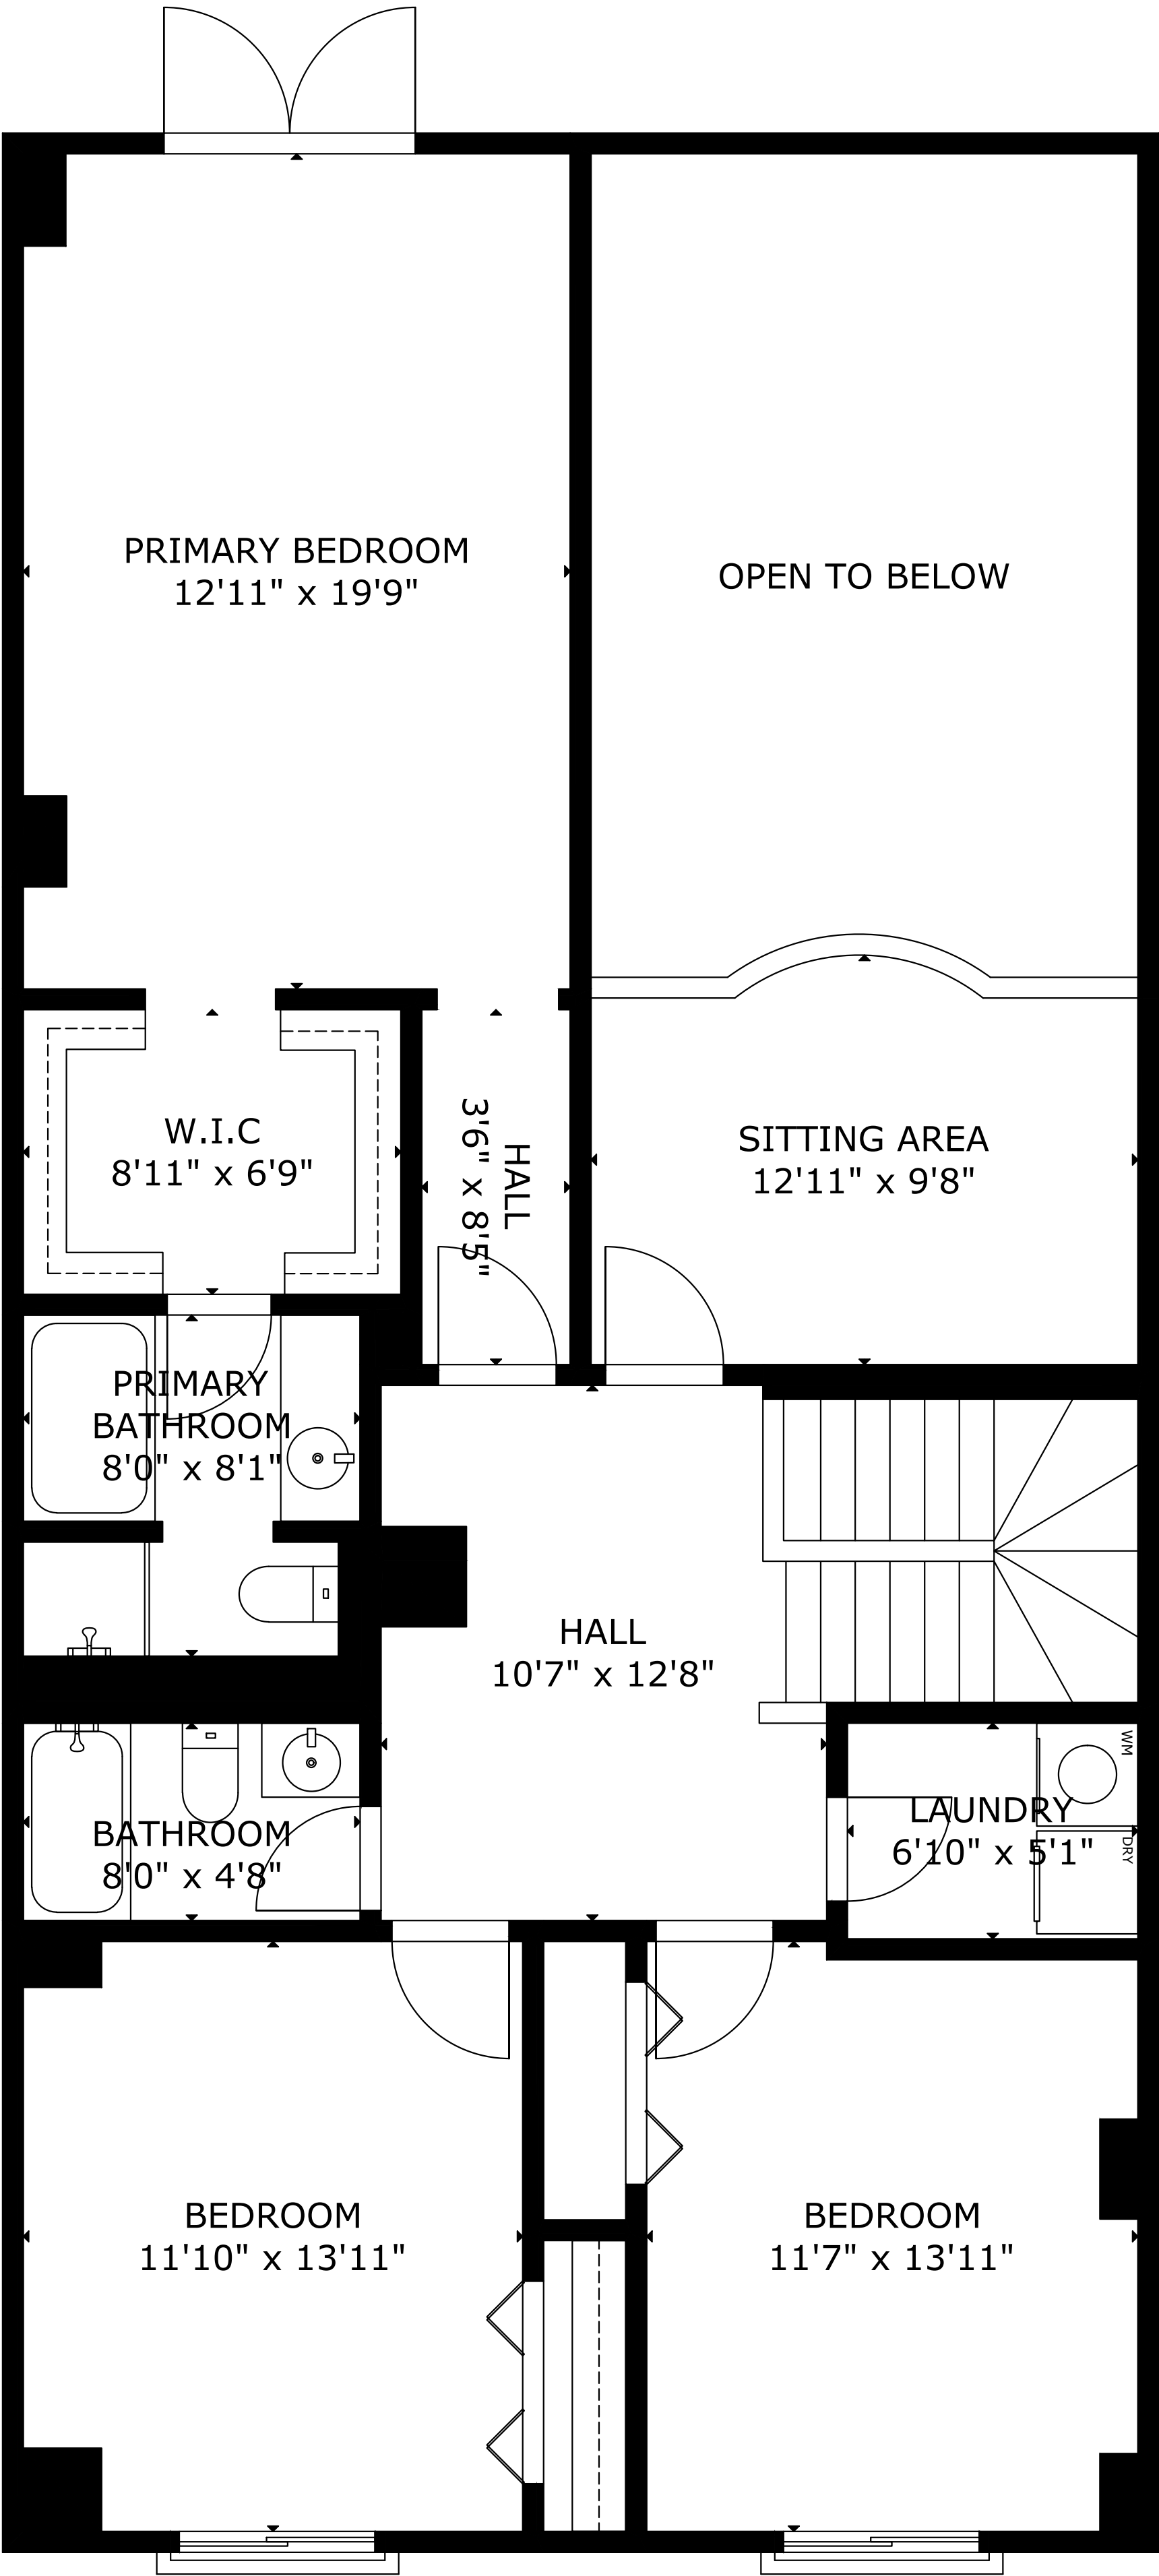 PRIMARY BEDROOM
12'11" x 19'9"
OPEN TO BELOW
W.I.C
8'11" x 6'9"
HALL
3'6" x 8'5"
SITTING AREA
12'11" x 9'8"
PRIMARY
BATHROOM
8'0" x 8'1"
HALL
10'7" x 12'8"
WM
LAUNDRY
6'10" x 5'1"
DRY
BATHROOM
8'0" x 4'8"
BEDROOM
11'10" x 13'11"
BEDROOM
11'7" x 13'11"